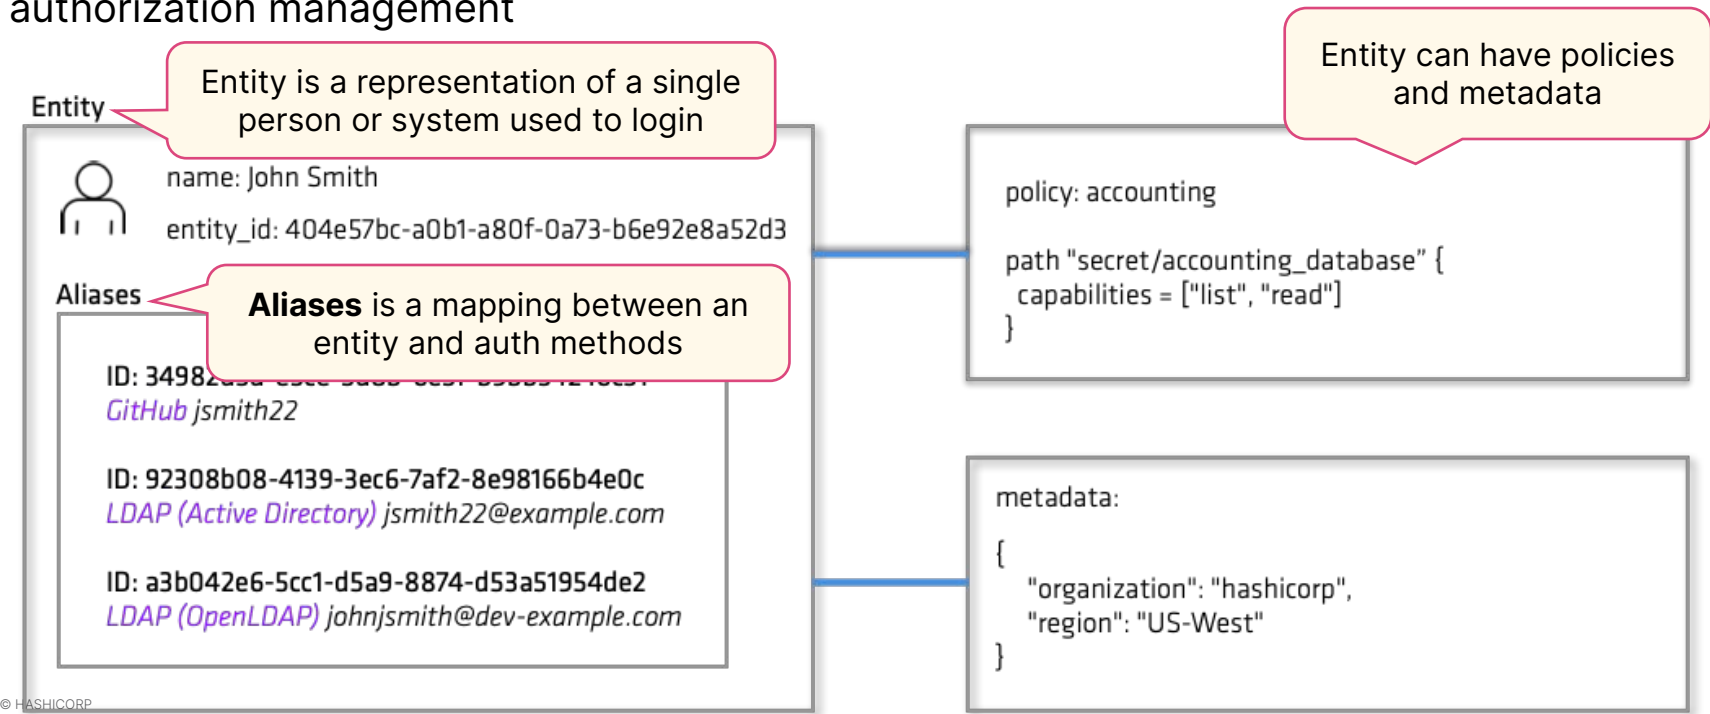 authorization management
Entity is a representation of a single
person or system used to login
Entity
name: John Smith
entity_id: 404e57bc-a0b1-a80f-0a73-b6e92e8a52d3
Aliases
Aliases is a mapping between an
entity and auth methods
ID:
GitHub jsmith22
ID: 92308b08-4139-3ec6-7af2-8e98166b4e0c
LDAP (Active Directory) jsmith22@example.com
ID: a3b042e6-5cc1-d5a9-8874-d53a51954de2
LDAP (OpenLDAP) johnjsmith@dev-example.com
Entity can have policies
and metadata
policy: accounting
path "secret/accounting_database” {
capabilities = ["list", "read"]
}
metadata:
{
"organization": "hashicorp",
"region": "US-West"
}
© HASHICORP